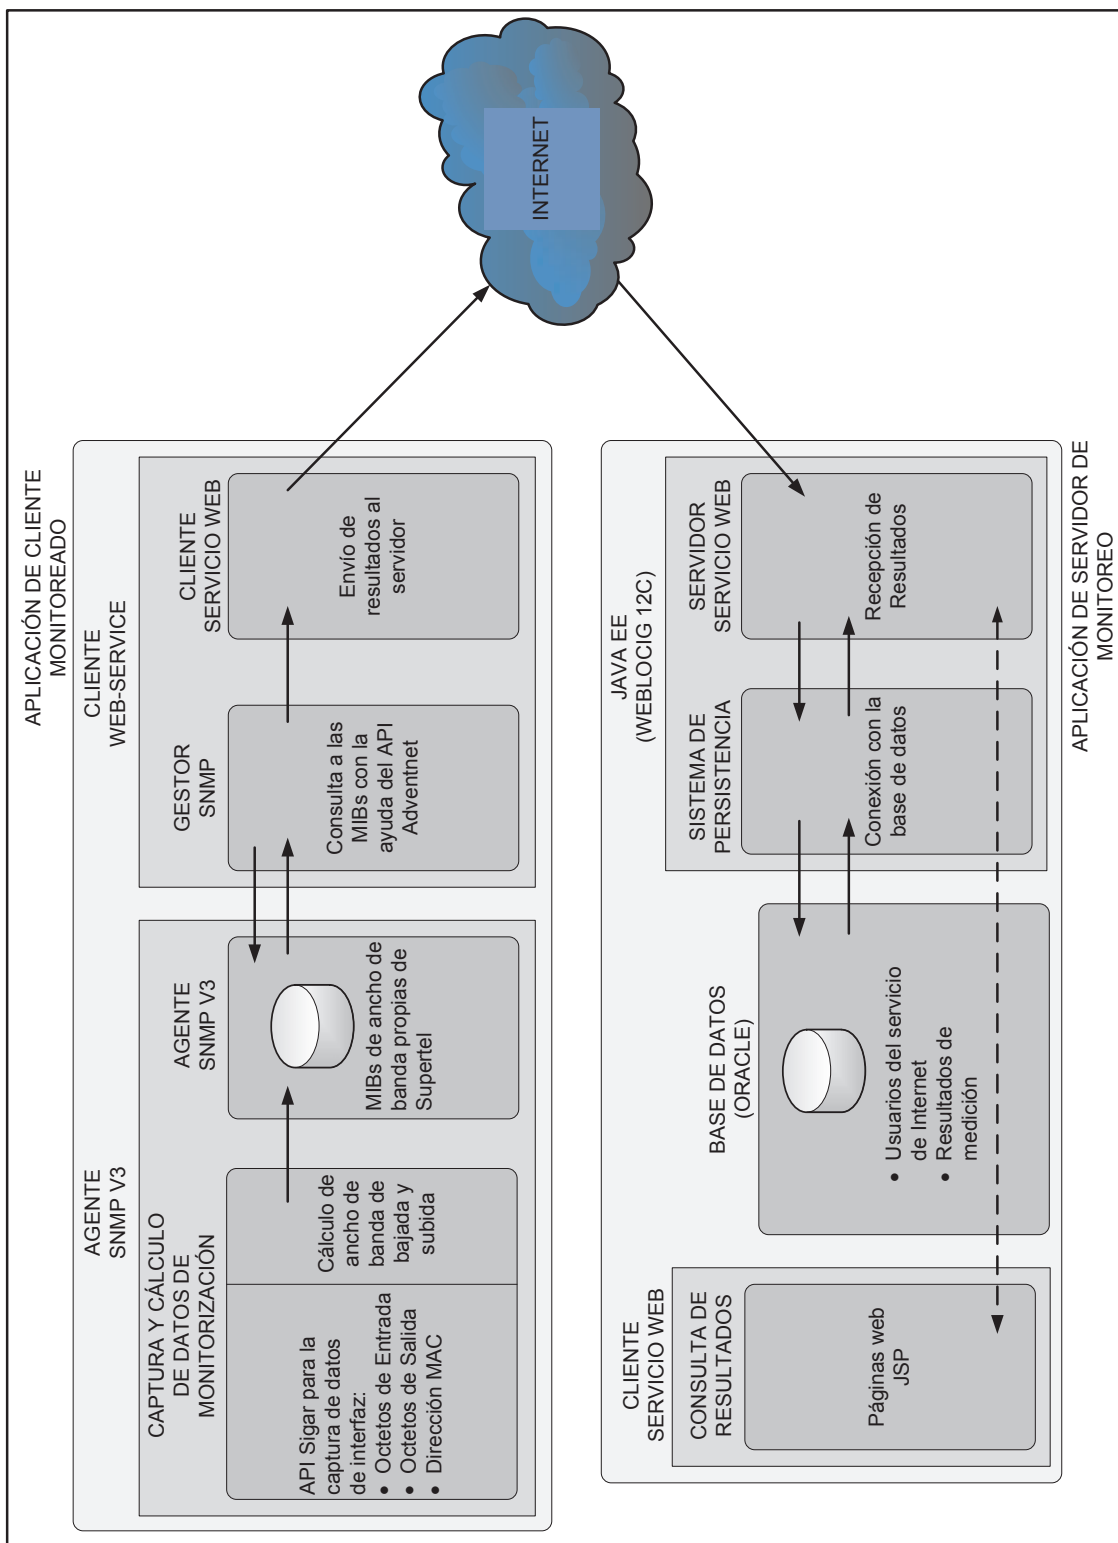 APLICACIÓN DE CLIENTE
MONITOREADO
AGENTE
SNMP V3
CLIENTE
WEB-SERVICE
CAPTURA Y CÁLCULO
DE DATOS DE
MONITORIZACIÓN
API Sigar para la
captura de datos
de interfaz:
• Octetos de Entrada
• Octetos de Salida
• Dirección MAC
Cálculo de
ancho de
banda de
bajada y
subida
AGENTE
SNMP V3
MIBs de ancho de
banda propias de
Supertel
GESTOR
SNMP
Consulta a las
MIBs con la
ayuda del API
Adventnet
CLIENTE
SERVICIO WEB
Envío de
resultados al
servidor
INTERNET
CLIENTE
SERVICIO WEB
CONSULTA DE
RESULTADOS
Páginas web
JSP
BASE DE DATOS
(ORACLE)
• Usuarios del servicio
de Internet
• Resultados de
medición
JAVA EE
(WEBLOCIG 12C)
SISTEMA DE
PERSISTENCIA
Conexión con la
base de datos
SERVIDOR
SERVICIO WEB
Recepción de
Resultados
APLICACIÓN DE SERVIDOR DE
MONITOREO